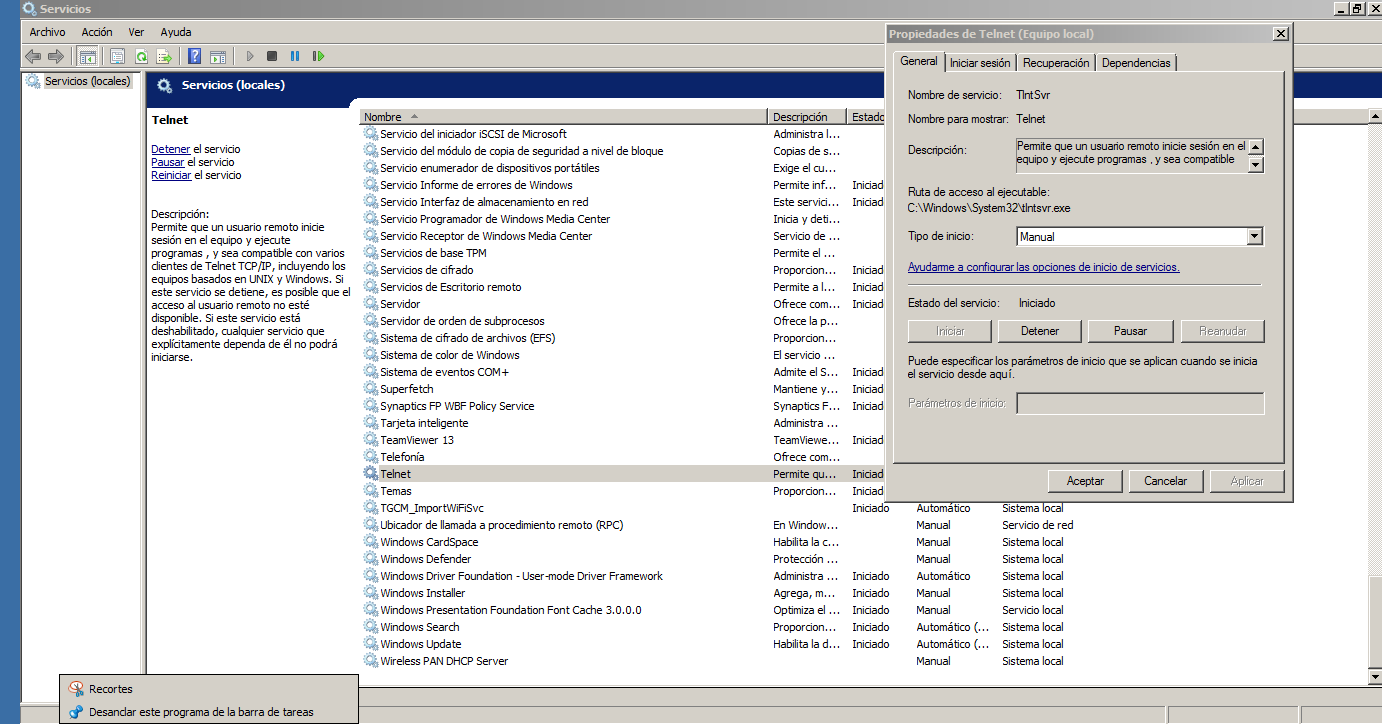 Servicios
Archivo Acción Ver Ayuda
Servicios (locales)
Servicios (locales)
Telnet
Detener el servicio
Pausar el servicio
Reiniciar el servicio
Descripción:
Permite que un usuario remoto inicie
sesión en el equipo y ejecute
programas , y sea compatible con varios
clientes de Telnet TCP/IP, incluyendo los
equipos basados en UNIX y Windows. Si
este servicio se detiene, es posible que el
acceso al usuario remoto no esté
disponible. Si este servicio está
deshabilitado, cualquier servicio que
explícitamente dependa de él no podrá
iniciarse.
Nombre Descripción Estado
Servicio del iniciador iSCSI de Microsoft Administra l...
Servicio del módulo de copia de seguridad a nivel de bloque Copias de s...
Servicio enumerador de dispositivos portátiles Exige el cu...
Servicio Informe de errores de Windows Permite inf... Iniciado
Servicio Interfaz de almacenamiento en red Este servici... Iniciado
Servicio Programador de Windows Media Center Inicia y deti...
Servicio Receptor de Windows Media Center Servicio de ...
Servicios de base TPM Permite el ...
Servicios de cifrado Proporcion... Iniciado
Servicios de Escritorio remoto Permite a l... Iniciado
Servidor Ofrece com... Iniciado
Servidor de orden de subprocesos Ofrece la p...
Sistema de cifrado de archivos (EFS) Proporcion...
Sistema de color de Windows El servicio ...
Sistema de eventos COM+ Admite el S... Iniciado
Superfetch Mantiene y... Iniciado
Synaptics FP WBF Policy Service Synaptics F... Iniciado
Tarjeta inteligente Administra ...
TeamViewer 13 TeamViewe... Iniciado
Telefonía Ofrece com...
Telnet Permite qu... Iniciad
Temas Proporcion... Iniciad
TGCM_ImportWiFiSvc Iniciado Automático Sistema local
Ubicador de llamada a procedimiento remoto (RPC) En Window... Manual Servicio de red
Windows CardSpace Habilita la c... Manual Sistema local
Windows Defender Protección ... Manual Sistema local
Windows Driver Foundation - User-mode Driver Framework Administra ... Iniciado Automático Sistema local
Windows Installer Agrega, m... Iniciado Manual Sistema local
Windows Presentation Foundation Font Cache 3.0.0.0 Optimiza el ... Iniciado Manual Servicio local
Windows Search Proporcion... Iniciado Automático (... Sistema local
Windows Update Habilita la d... Iniciado Automático (... Sistema local
Wireless PAN DHCP Server Manual Sistema local
Propiedades de Telnet (Equipo local)
General Iniciar sesión Recuperación Dependencias
Nombre de servicio: TlntSvr
Nombre para mostrar: Telnet
Descripción: Permite que un usuario remoto inicie sesión en el
equipo y ejecute programas , y sea compatible
Ruta de acceso al ejecutable:
C:\Windows\System32\tlntsvr.exe
Tipo de inicio: Manual
Ayudarme a configurar las opciones de inicio de servicios.
Estado del servicio: Iniciado
Iniciar Detener Pausar Reanudar
Puede especificar los parámetros de inicio que se aplican cuando se inicia
el servicio desde aquí.
Parámetros de inicio:
Aceptar Cancelar Aplicar
Recortes
Desanclar este programa de la barra de tareas